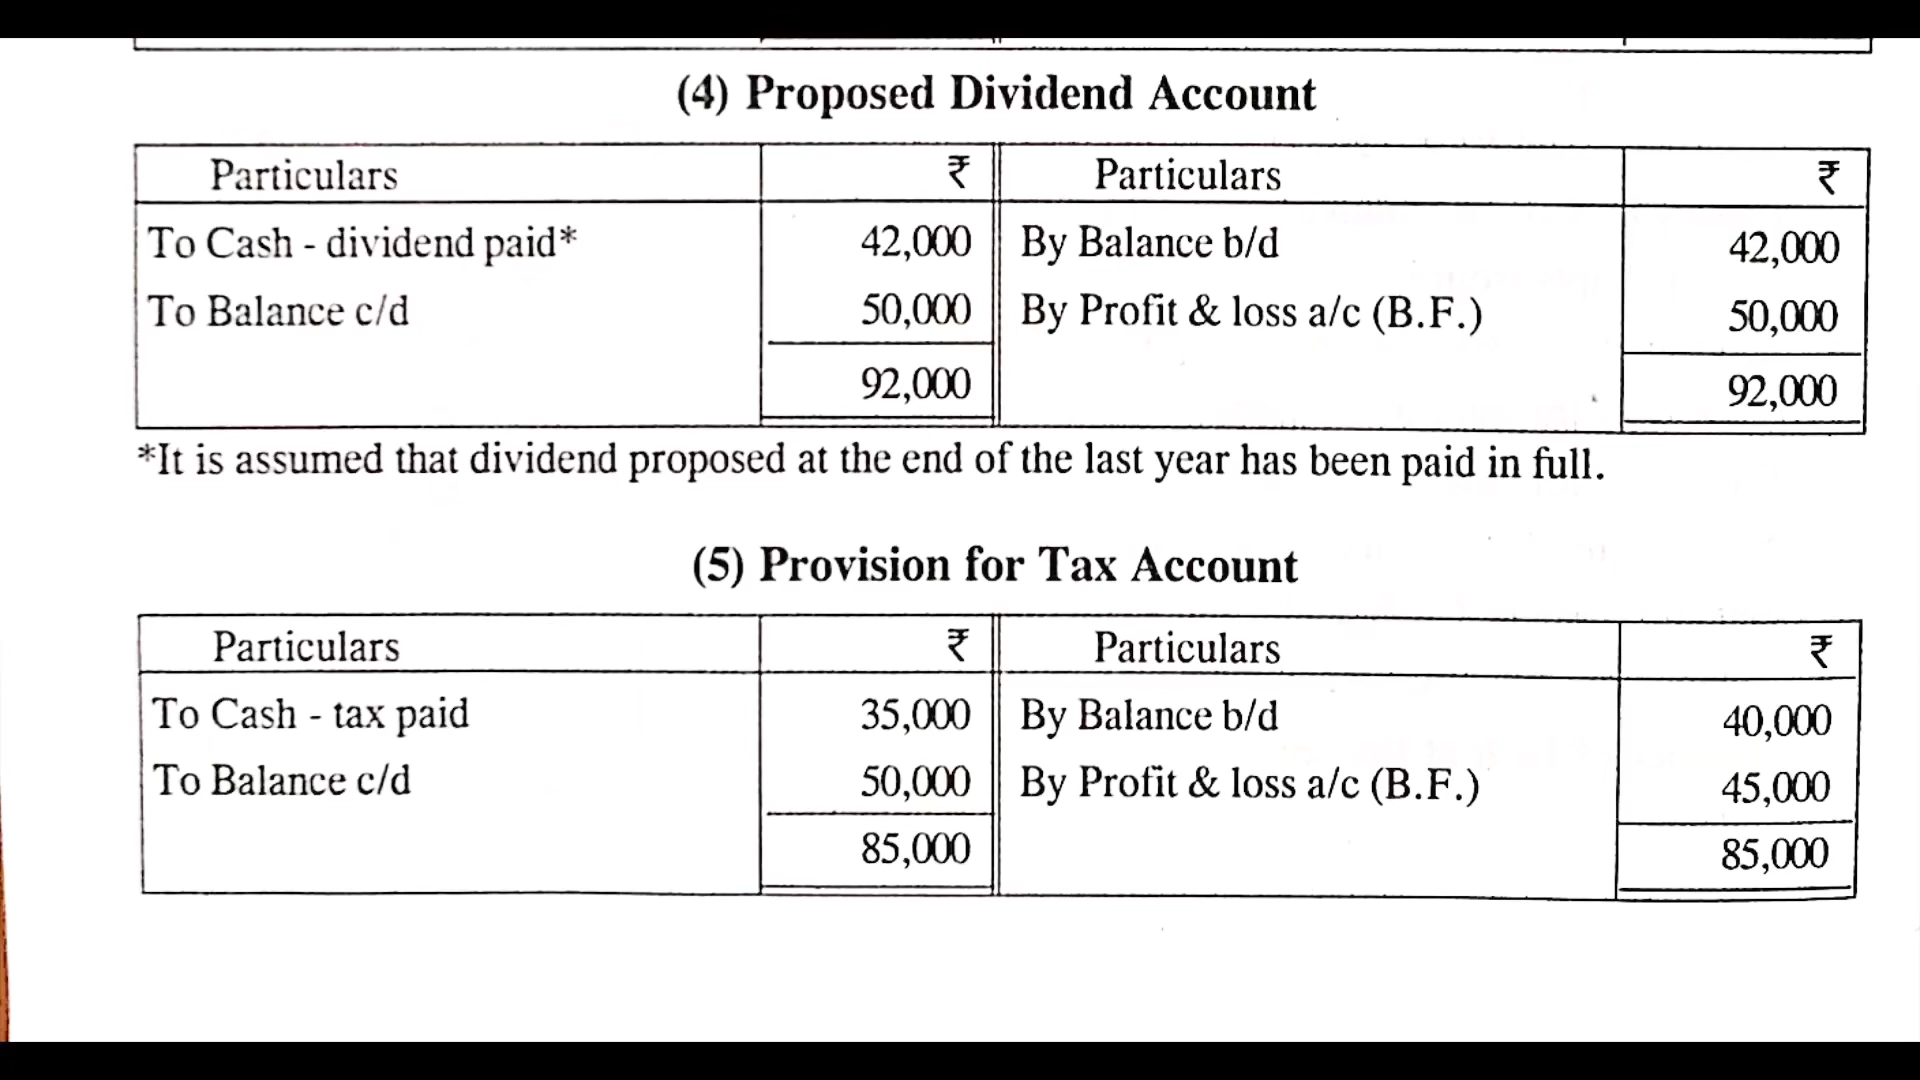 (4) Proposed Dividend Account
Particulars ₹ Particulars ₹
To Cash - dividend paid* 42,000 By Balance b/d 42,000
To Balance c/d 50,000 By Profit & loss a/c (B.F.) 50,000
92,000 92,000
*It is assumed that dividend proposed at the end of the last year has been paid in full.
(5) Provision for Tax Account
Particulars ₹ Particulars ₹
To Cash - tax paid 35,000 By Balance b/d 40,000
To Balance c/d 50,000 By Profit & loss a/c (B.F.) 45,000
85,000 85,000